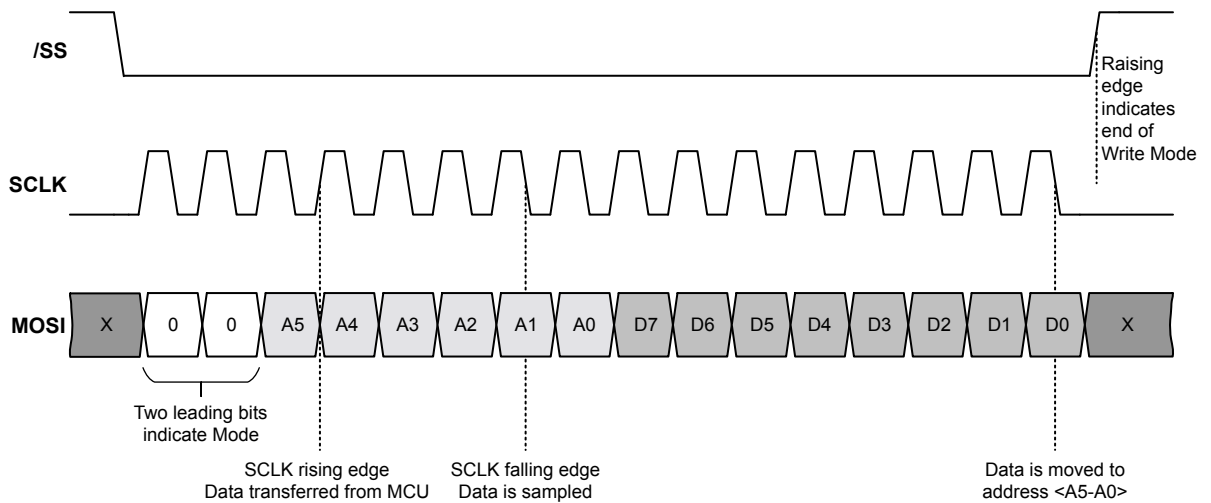 /SS
Raising
edge
indicates
end of
Write Mode
SCLK
MOSI X 0 0 A5 A4 A3 A2 A1 A0 D7 D6 D5 D4 D3 D2 D1 D0 X
Two leading bits
indicate Mode
SCLK rising edge
Data transferred from MCU
SCLK falling edge
Data is sampled
Data is moved to
address <A5-A0>